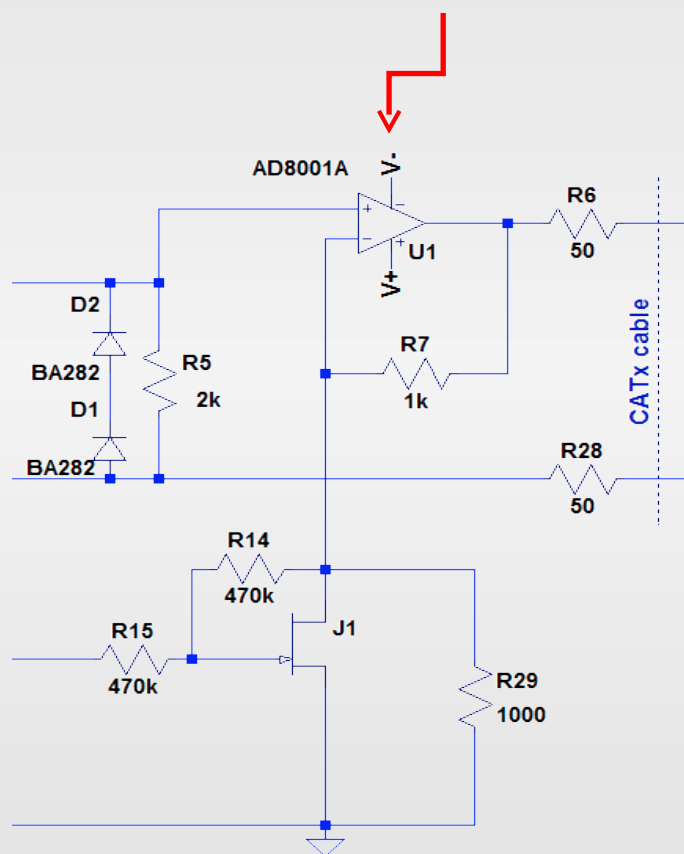 V-
AD8001A
R6
+
−
−
+
U1
50
V+
D2
R7
R5
BA282
2k
1k
D1
CATx cable
R28
BA282
50
R14
470k
R15
J1
470k
R29
1000